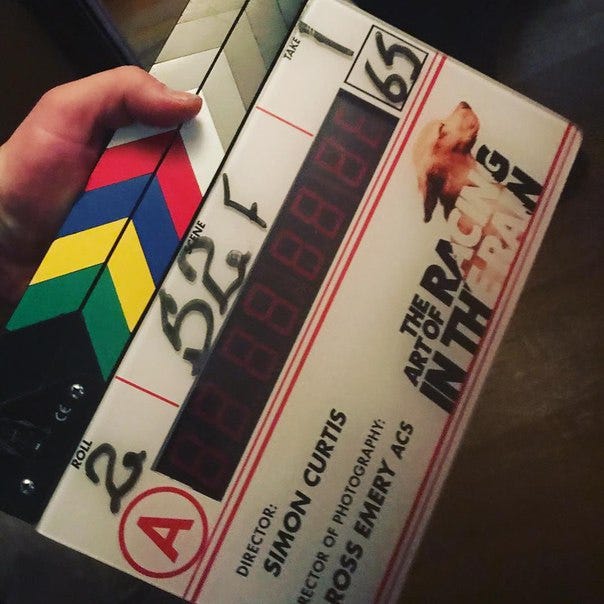 ROLL
2
A
SCENE
52F
TAKE
1
65
THE
ART OF RACING
IN THE RAIN
DIRECTOR:
SIMON CURTIS
RECTOR OF PHOTOGRAPHY:
ROSS EMERY ACS
CE